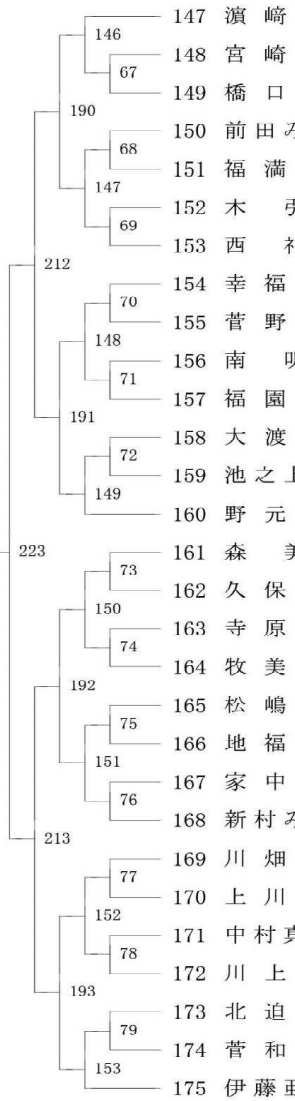 147 濵﨑
146
148 宮崎
67
149 橋口
190
150 前田み
68
151 福満
147
152 木
69
153 西
212
154 幸福
70
155 菅野
148
156 南
71
157 福園
191
158 大渡
72
159 池之上
149
160 野元
223
161 森
73
162 久保
150
163 寺原
74
164 牧美
192
165 松嶋
75
166 地福
151
167 家中
76
168 新村み
213
169 川畑
77
170 上川
152
171 中村真
78
172 川上
193
173 北迫
79
174 菅和
153
175 伊藤亜